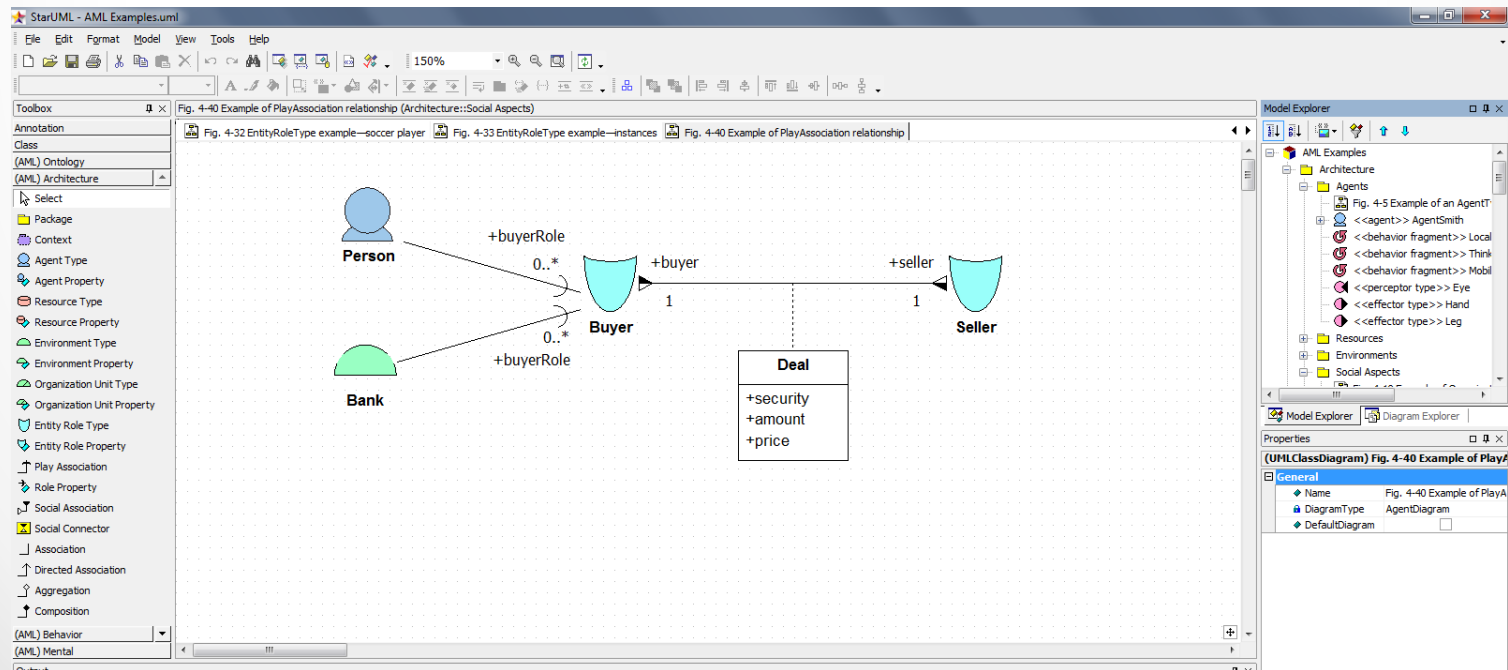 StarUML - AML Examples.uml
File Edit Format Model View Tools Help
150%
Toolbox
Annotation
Class
(AML) Ontology
(AML) Architecture
Select
Package
Context
Agent Type
Agent Property
Resource Type
Resource Property
Environment Type
Environment Property
Organization Unit Type
Organization Unit Property
Entity Role Type
Entity Role Property
Play Association
Role Property
Social Association
Social Connector
Association
Directed Association
Aggregation
Composition
(AML) Behavior
(AML) Mental
Fig. 4-40 Example of PlayAssociation relationship (Architecture::Social Aspects)
Fig. 4-32 EntityRoleType example—soccer player Fig. 4-33 EntityRoleType example—instances Fig. 4-40 Example of PlayAssociation relationship
Person
+buyerRole
0..*
+buyer
+seller
1
1
Buyer
Seller
0..*
+buyerRole
Bank
Deal
+security
+amount
+price
Model Explorer
AML Examples
Architecture
Agents
Fig. 4-5 Example of an AgentT
<<agent>> AgentSmith
<<behavior fragment>> Local
<<behavior fragment>> Think
<<behavior fragment>> Mobil
<<perceptor type>> Eye
<<effector type>> Hand
<<effector type>> Leg
Resources
Environments
Social Aspects
Model Explorer Diagram Explorer
Properties
(UMLClassDiagram) Fig. 4-40 Example of PlayA
General
Name Fig. 4-40 Example of PlayA
DiagramType AgentDiagram
DefaultDiagram